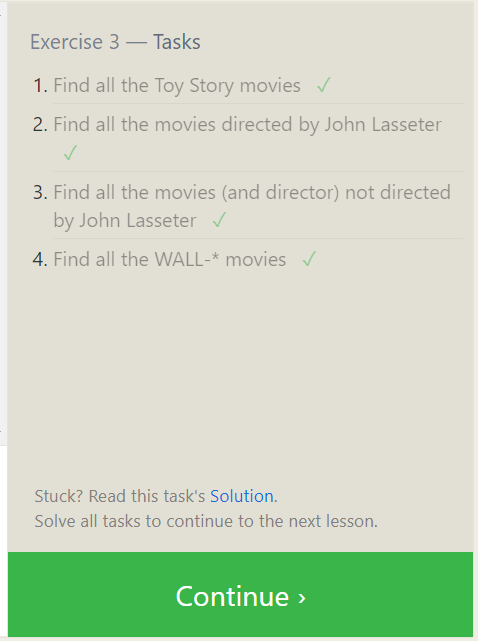 Exercise 3 — Tasks
1. Find all the Toy Story movies ✓
2. Find all the movies directed by John Lasseter
✓
3. Find all the movies (and director) not directed
by John Lasseter ✓
4. Find all the WALL-* movies ✓
Stuck? Read this task's Solution.
Solve all tasks to continue to the next lesson.
Continue ›